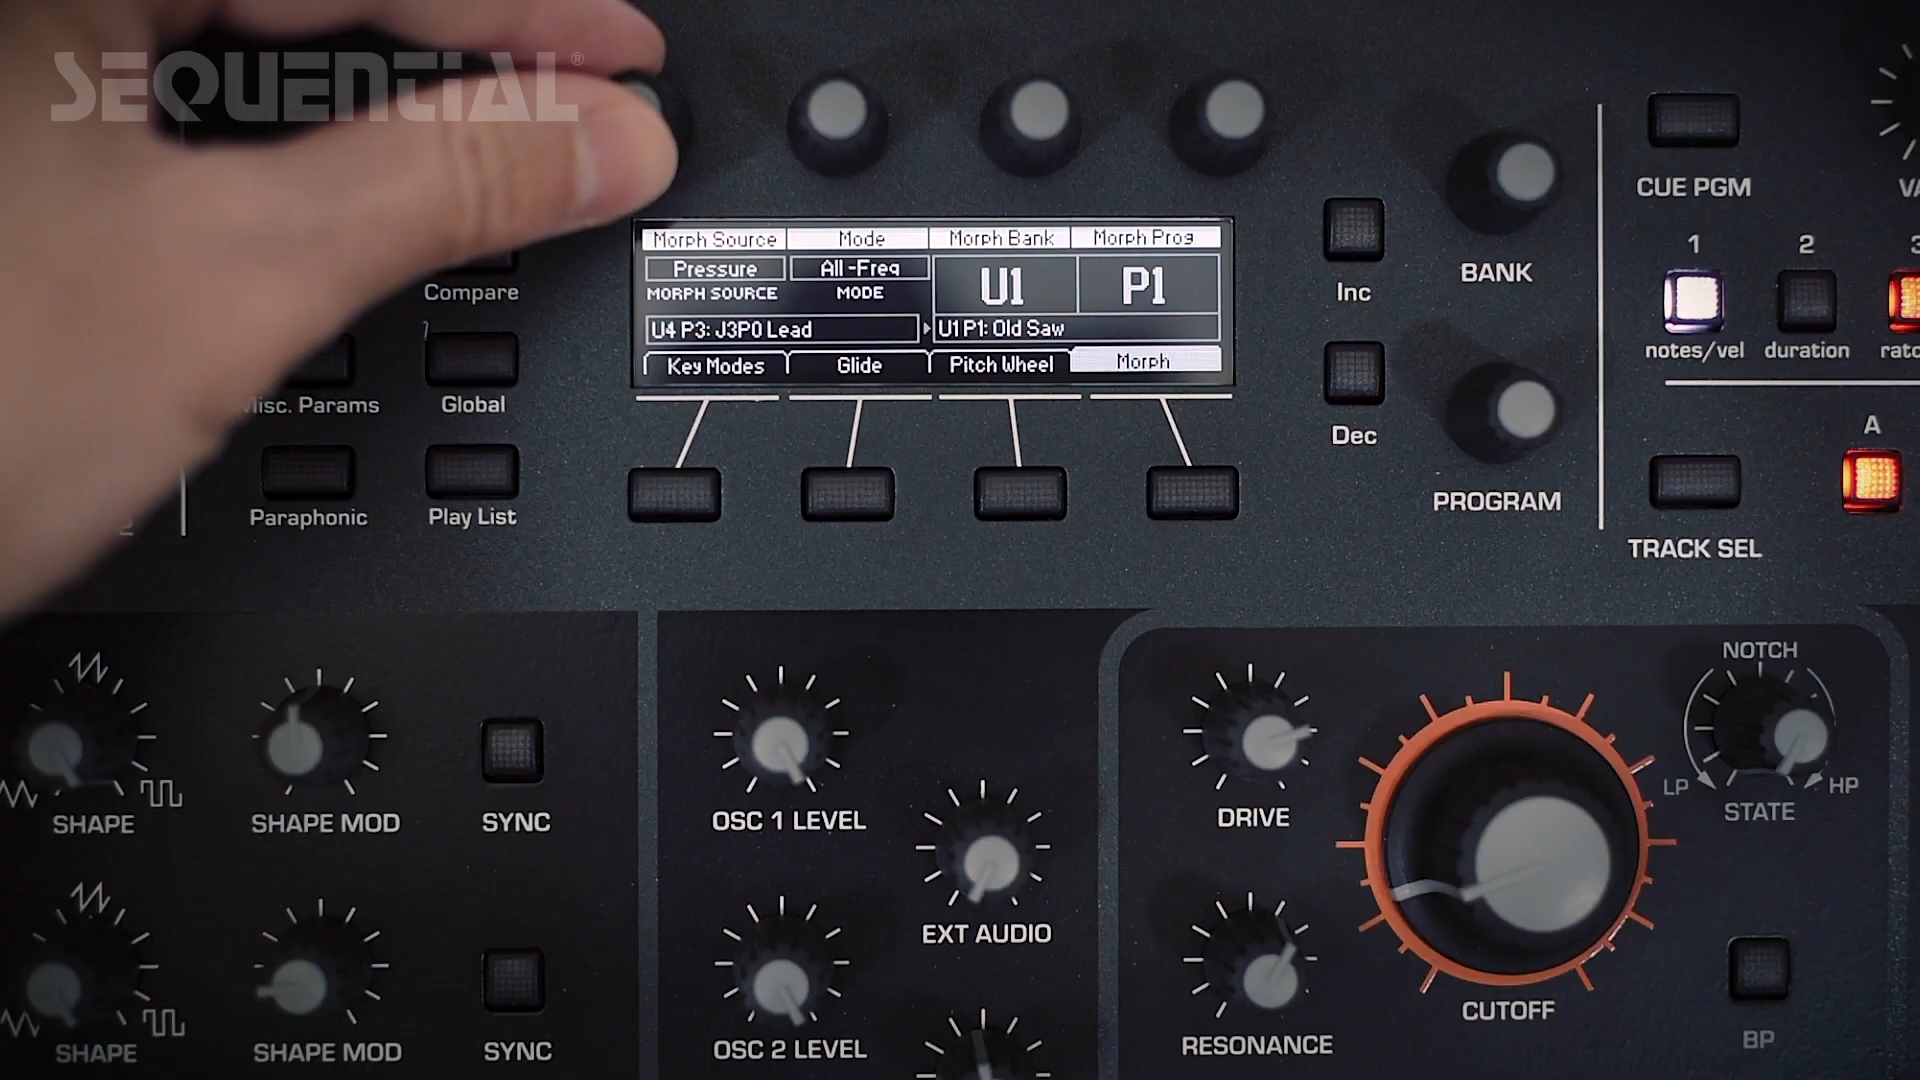 SEQUENTIAL®
Compare
Misc. Params
Global
Paraphonic
Play List
2
Morph Source
Mode
Morph Bank
Morph Prog
Pressure
All -Freq
U1
P1
MORPH SOURCE
MODE
U4 P3: J3P0 Lead
U1 P1: Old Saw
Key Modes
Glide
Pitch Wheel
Morph
Inc
Dec
BANK
PROGRAM
CUE PGM
1
2
3
notes/vel
duration
TRACK SEL
A
SHAPE
SHAPE MOD
SYNC
OSC 1 LEVEL
EXT AUDIO
DRIVE
NOTCH
LP
HP
STATE
SHAPE
SHAPE MOD
SYNC
OSC 2 LEVEL
RESONANCE
CUTOFF
BP